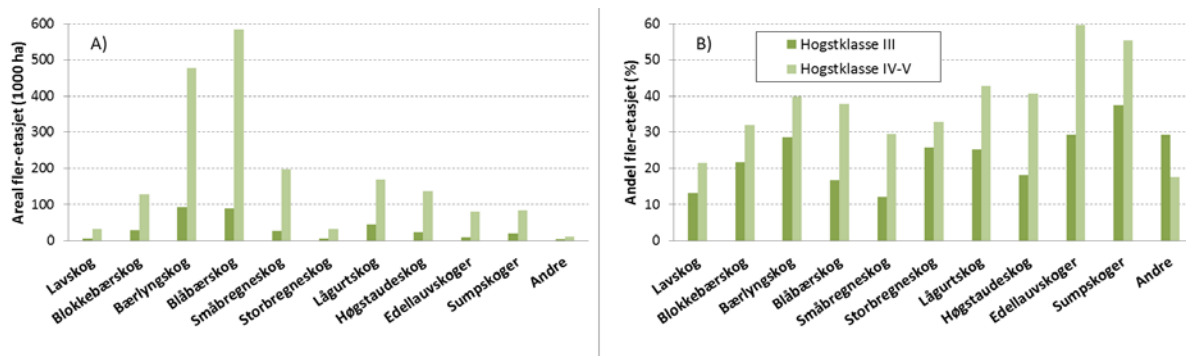 A)
Areal fler-etasjet (1000 ha)
600
500
400
300
200
100
0
Lavskog
Blokkebærskog
Bærlyngskog
Blåbærskog
Småbregneskog
Storbregneskog
Lågurtskog
Høgstaudeskog
Edellauvskoger
Sumpskoger
Andre
B)
Hogstklasse III
Hogstklasse IV-V
Andel fler-etasjet (%)
60
50
40
30
20
10
0
Lavskog
Blokkebærskog
Bærlyngskog
Blåbærskog
Småbregneskog
Storbregneskog
Lågurtskog
Høgstaudeskog
Edellauvskoger
Sumpskoger
Andre